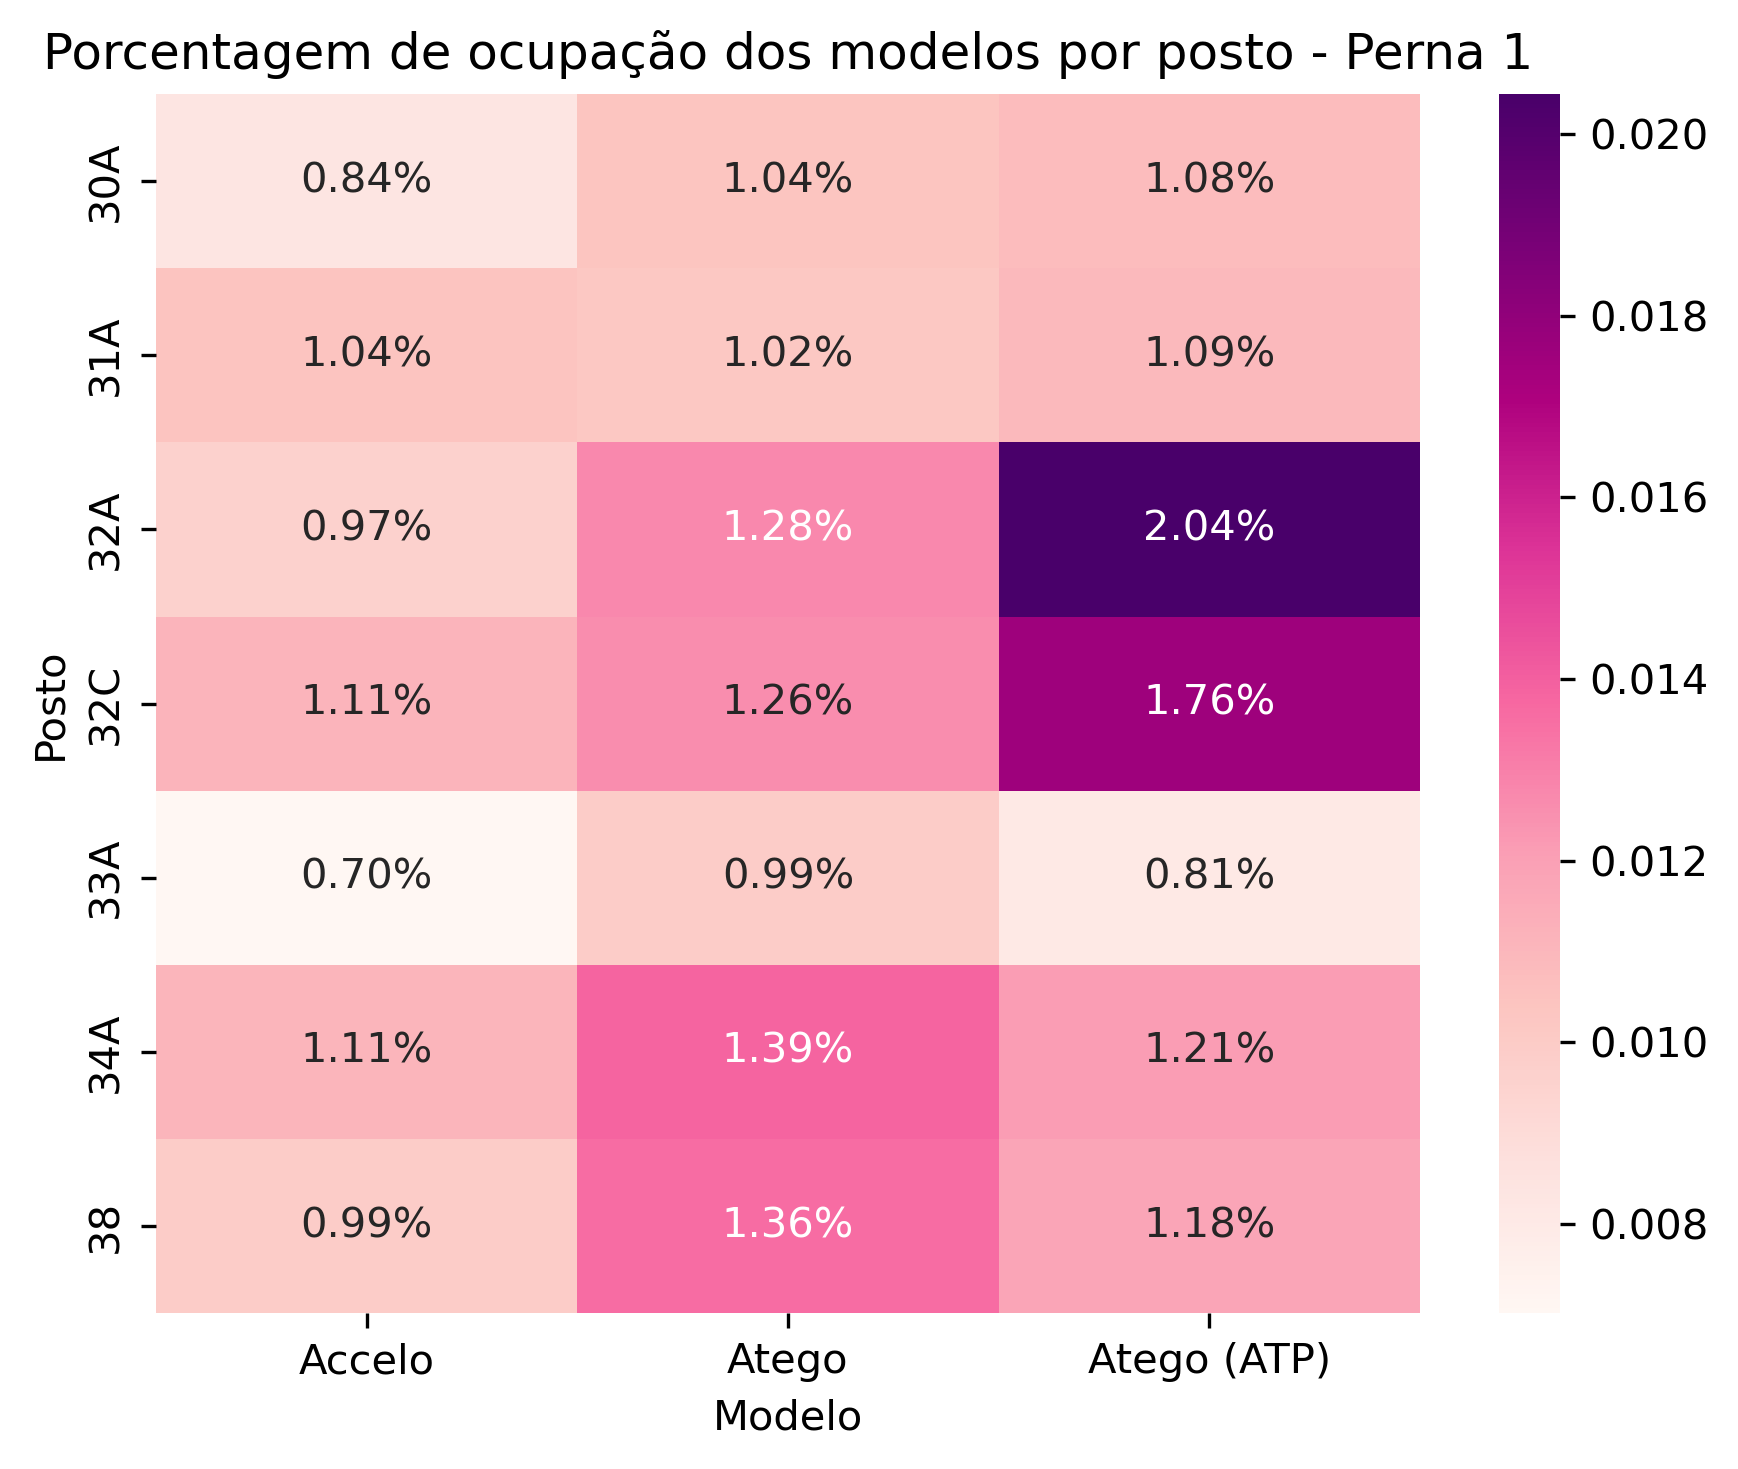 Porcentagem de ocupação dos modelos por posto - Perna 1
30A 0.84% 1.04% 1.08%
31A 1.04% 1.02% 1.09%
32A 0.97% 1.28% 2.04%
32C 1.11% 1.26% 1.76%
33A 0.70% 0.99% 0.81%
34A 1.11% 1.39% 1.21%
38 0.99% 1.36% 1.18%
Posto
Accelo Atego Atego (ATP)
Modelo
0.020
0.018
0.016
0.014
0.012
0.010
0.008